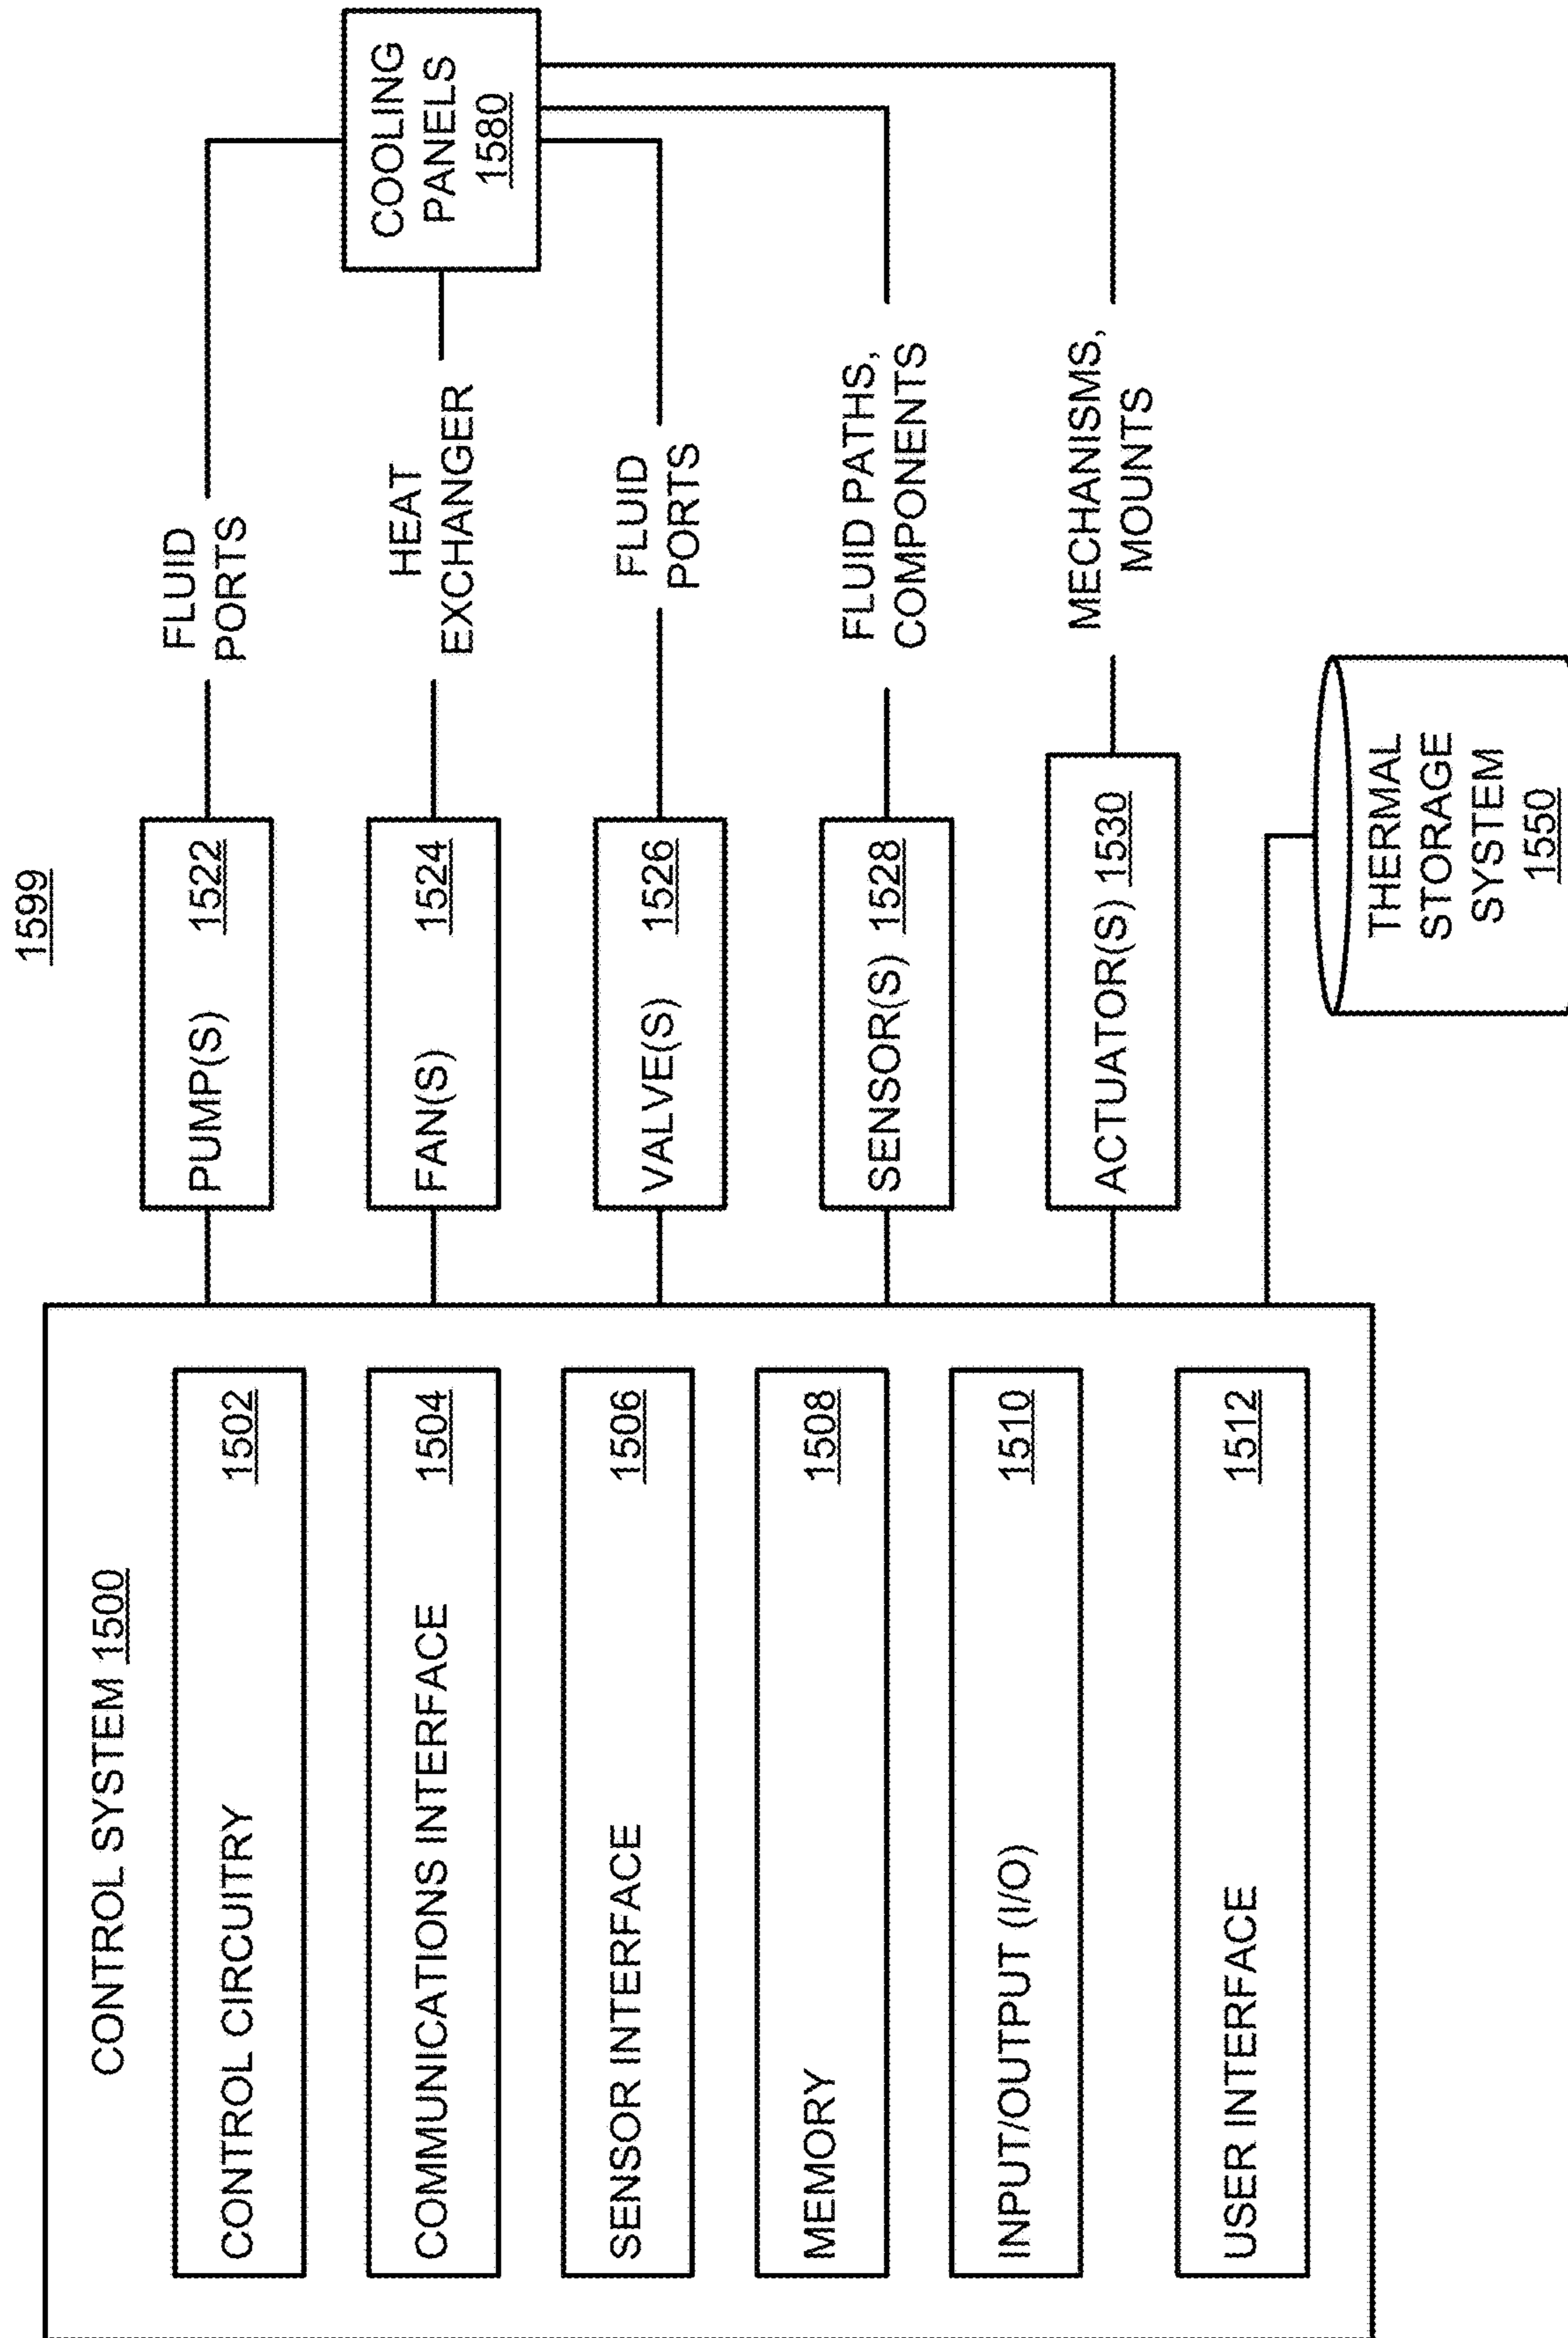 1599
CONTROL SYSTEM 1500
CONTROL CIRCUITRY 1502
COMMUNICATIONS INTERFACE 1504
SENSOR INTERFACE 1506
MEMORY 1508
INPUT/OUTPUT (I/O) 1510
USER INTERFACE 1512
PUMP(S) 1522
FAN(S) 1524
VALVE(S) 1526
SENSOR(S) 1528
ACTUATOR(S) 1530
FLUID
PORTS
HEAT
EXCHANGER
FLUID
PORTS
FLUID PATHS,
COMPONENTS
MECHANISMS,
MOUNTS
COOLING
PANELS
1580
THERMAL
STORAGE
SYSTEM
1550